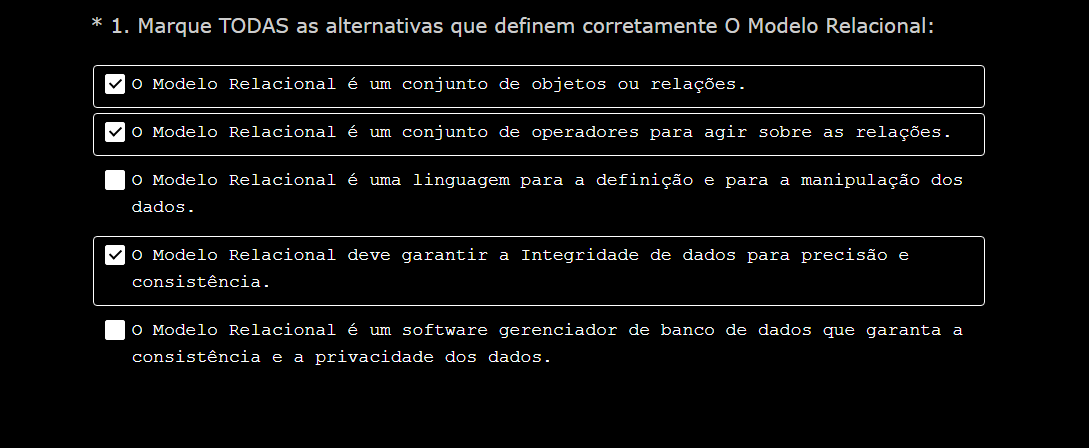 * 1. Marque TODAS as alternativas que definem corretamente O Modelo Relacional:
O Modelo Relacional é um conjunto de objetos ou relações.
O Modelo Relacional é um conjunto de operadores para agir sobre as relações.
O Modelo Relacional é uma linguagem para a definição e para a manipulação dos
dados.
O Modelo Relacional deve garantir a Integridade de dados para precisão e
consistência.
O Modelo Relacional é um software gerenciador de banco de dados que garanta a
consistência e a privacidade dos dados.